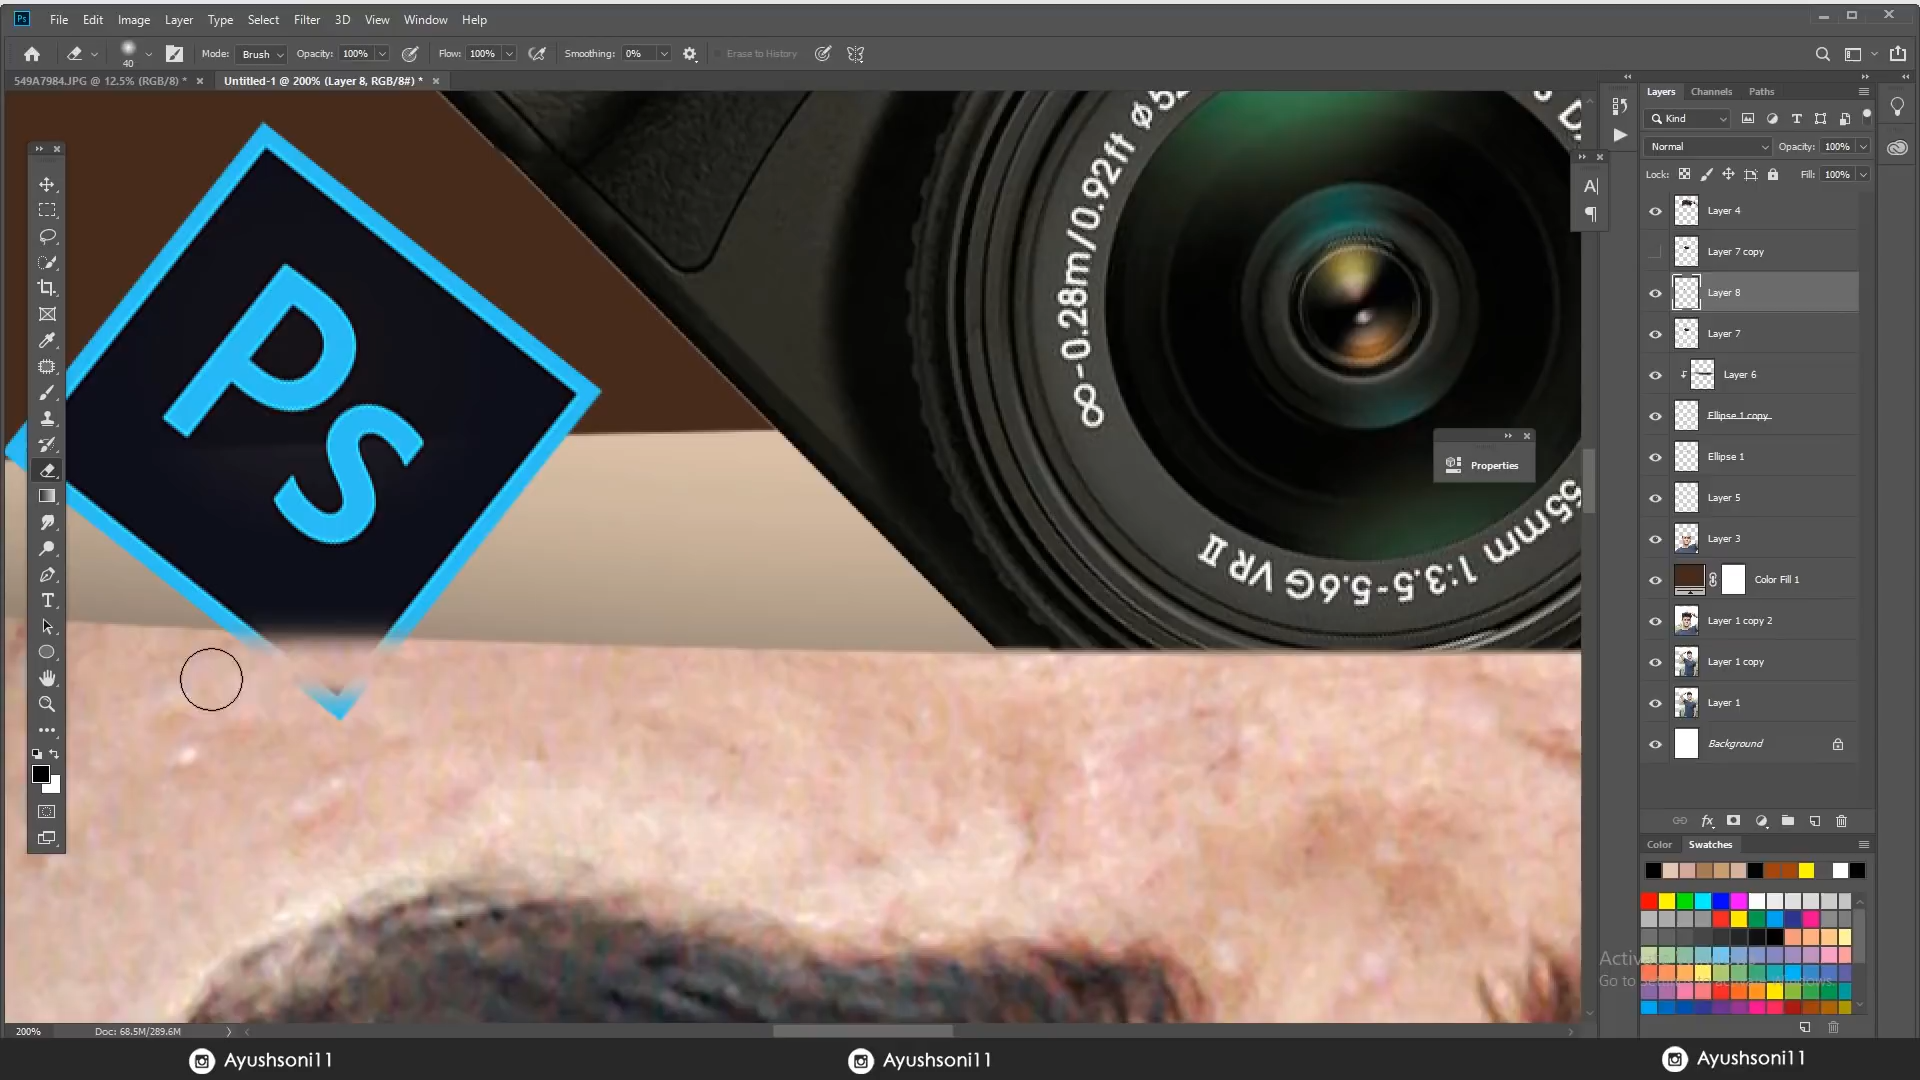 Ps File Edit Image Layer Type Select Filter 3D View Window Help
40 Mode: Brush Opacity: 100% Flow: 100% Smoothing: 0% Erase to History
549A7984.JPG @ 12.5% (RGB/8) * Untitled-1 @ 200% (Layer 8, RGB/8#) *
Ps
∞-0.28m/0.92ft ø52
55mm 1:3.5-5.6G VR II
A
Properties
Layers Channels Paths
Kind
Normal Opacity: 100%
Lock: Fill: 100%
Layer 4
Layer 7 copy
Layer 8
Layer 7
Layer 6
Ellipse 1 copy
Ellipse 1
Layer 5
Layer 3
Color Fill 1
Layer 1 copy 2
Layer 1 copy
Layer 1
Background
fx
Color Swatches
200% Doc: 68.5M/289.6M
Ayushsoni11 Ayushsoni11 Ayushsoni11